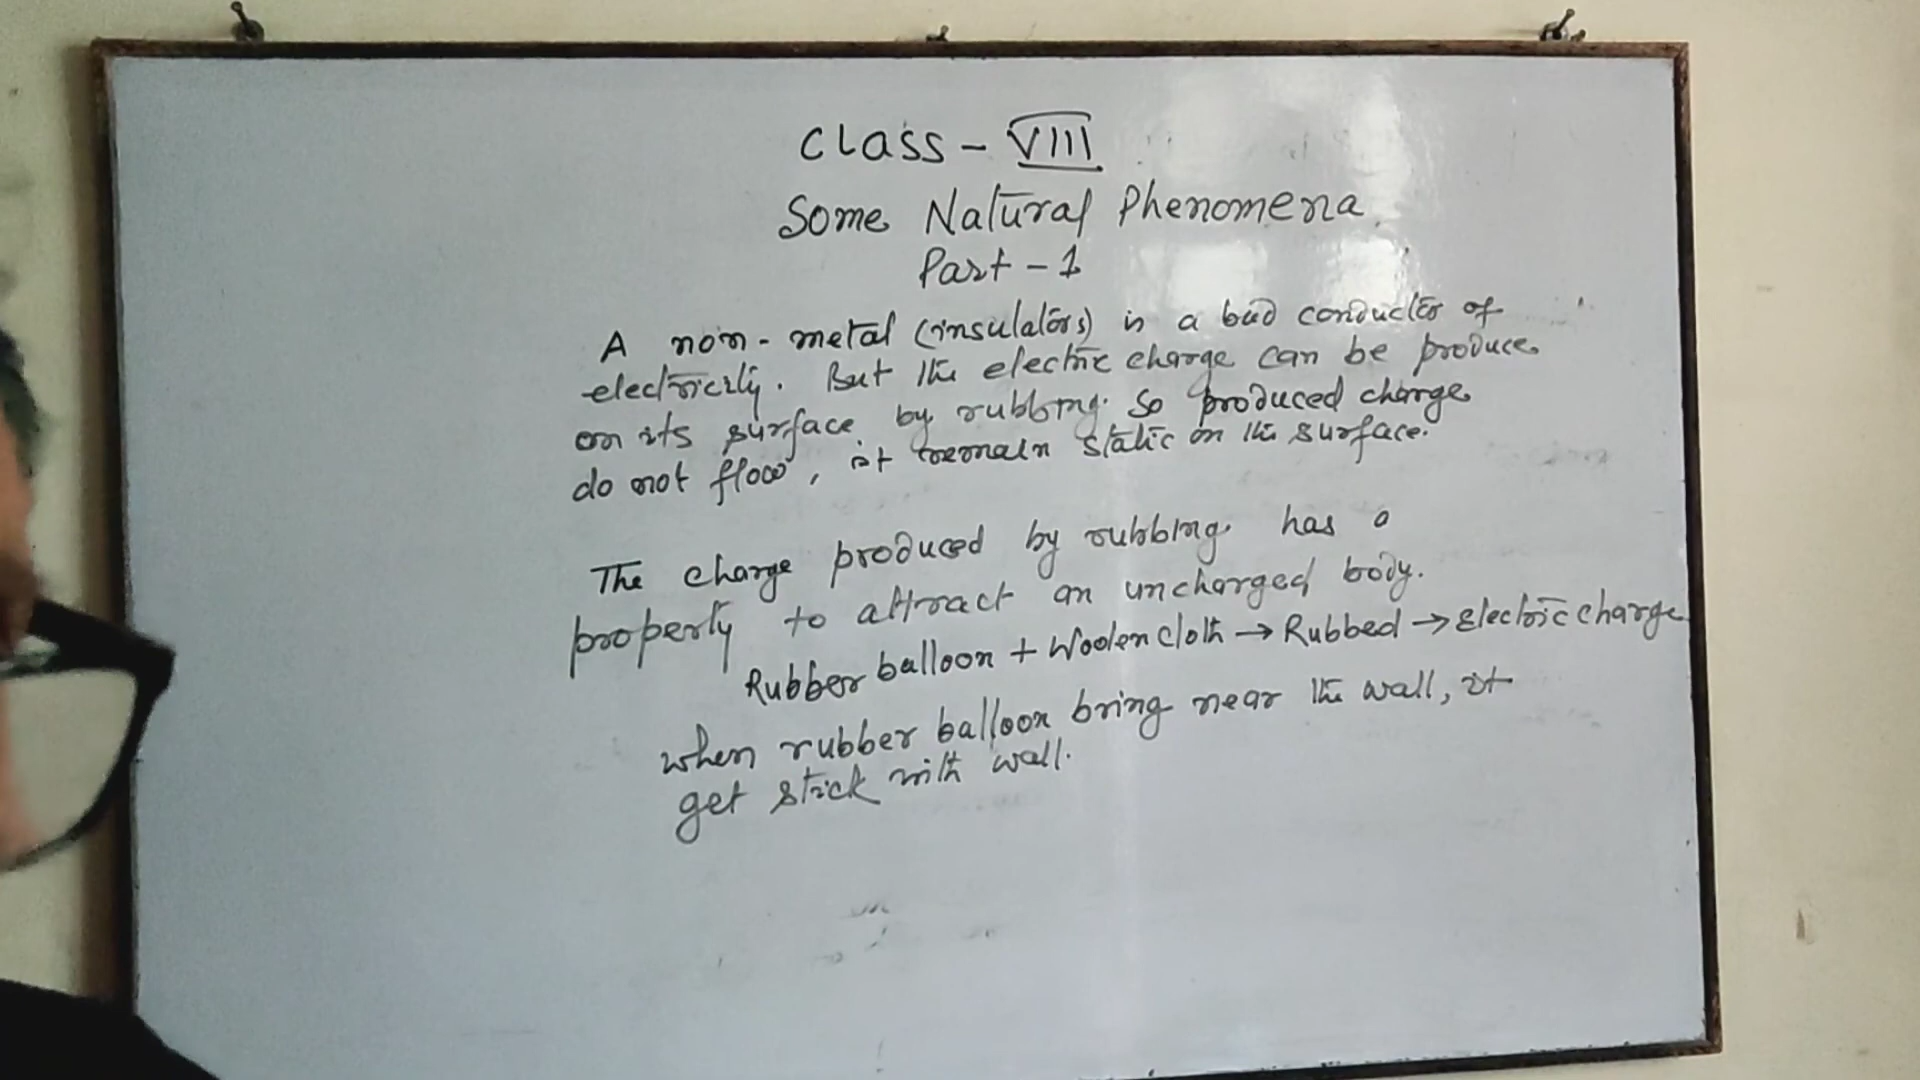 Class - VIII
Some Natural Phenomena
Part - 1
A non-metal (insulators) is a bad conductor of
electricity. But the electric charge can be produce
on its surface by rubbing. So produced charge
do not flow, it remain static on the surface.
The charge produced by rubbing has a
property to attract an uncharged body.
Rubber balloon + Woolen cloth → Rubbed → Electric charge
when rubber balloon bring near the wall, it
get stick with wall.